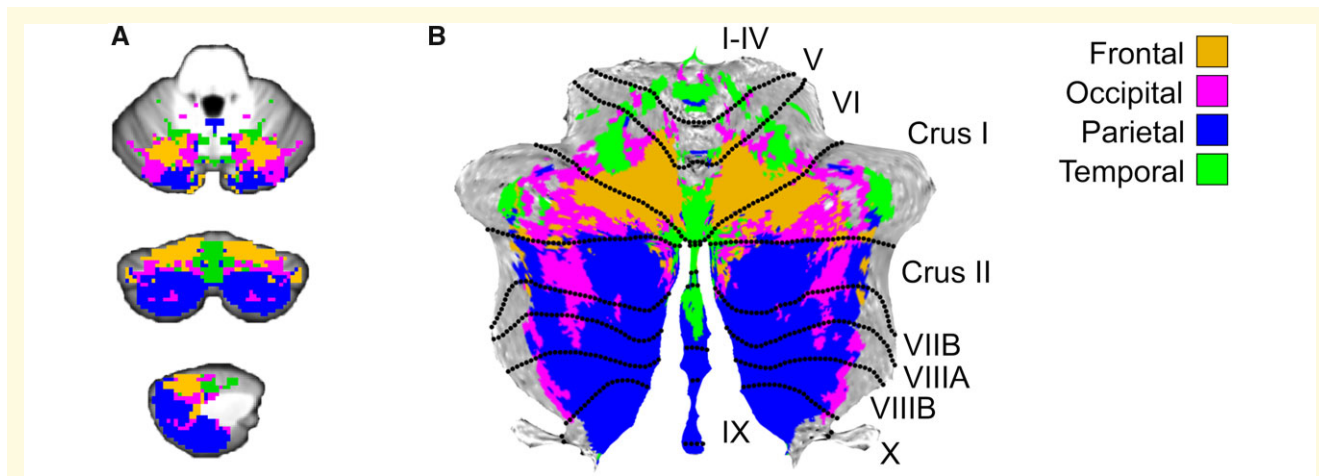 A
B
I-IV
V
VI
Crus I
Crus II
VIIB
VIIIA
VIIIB
IX
X
Frontal
Occipital
Parietal
Temporal